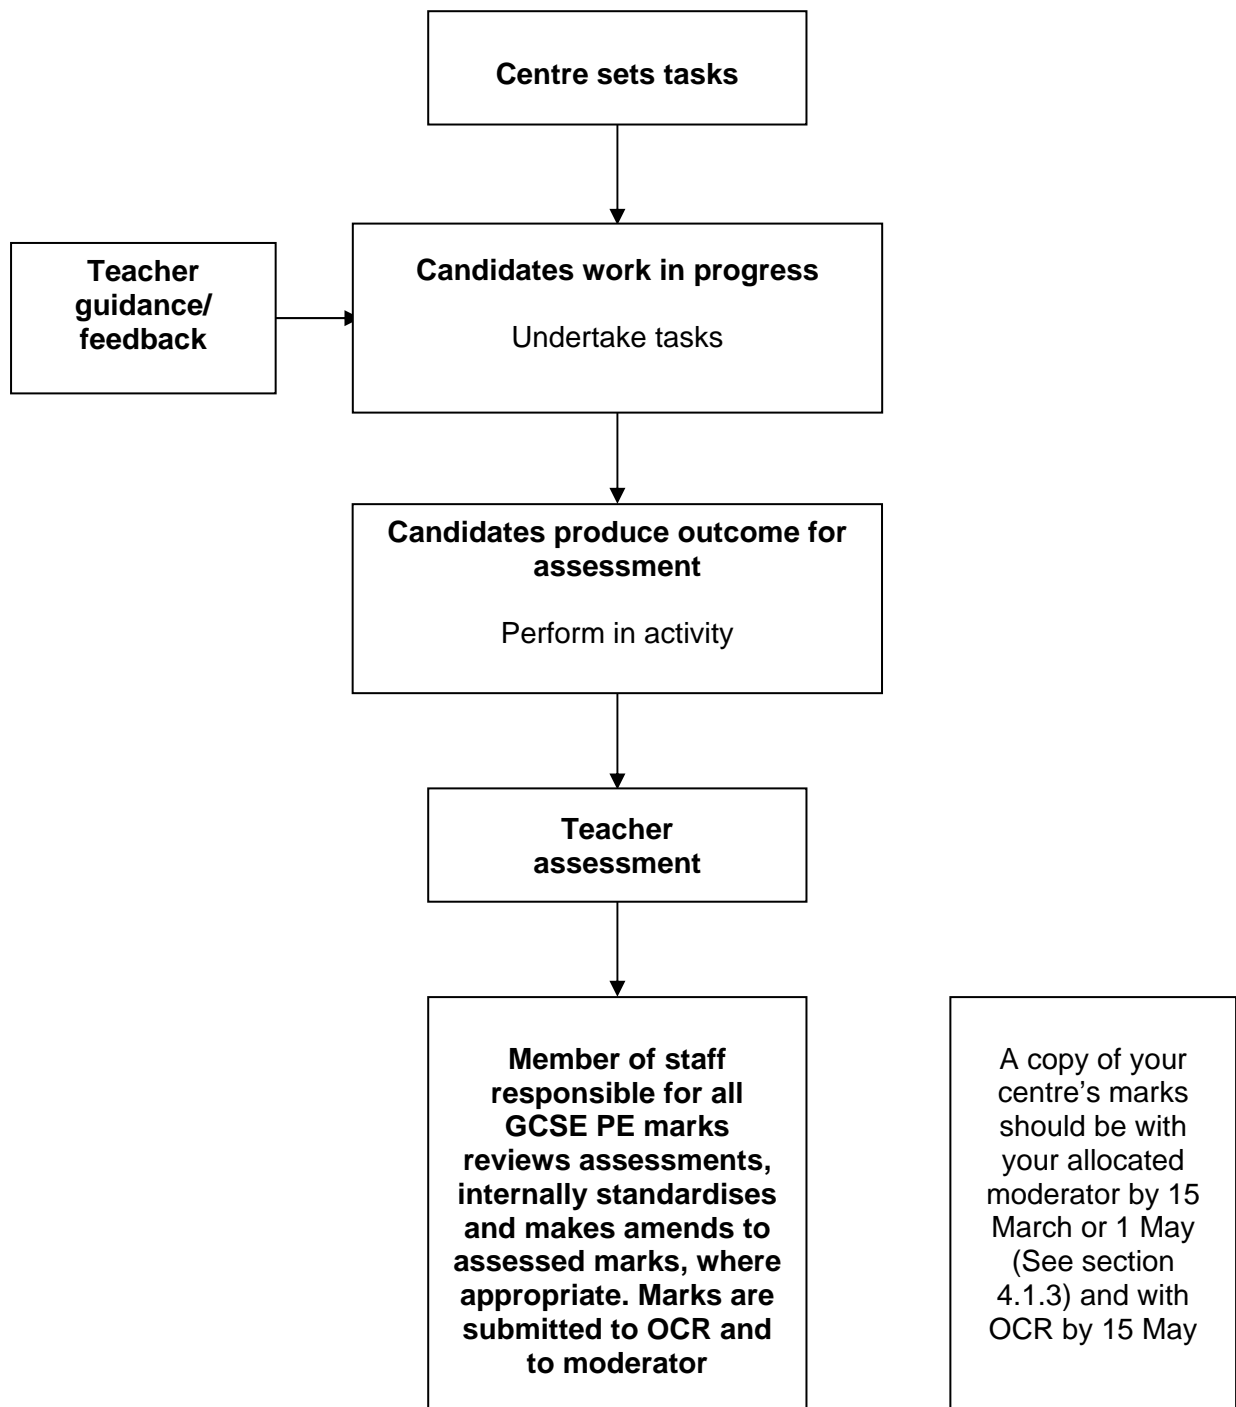 Centre sets tasks
Teacher
guidance/
feedback
Candidates work in progress
Undertake tasks
Candidates produce outcome for
assessment
Perform in activity
Teacher
assessment
Member of staff
responsible for all
GCSE PE marks
reviews assessments,
internally standardises
and makes amends to
assessed marks, where
appropriate. Marks are
submitted to OCR and
to moderator
A copy of your
centre’s marks
should be with
your allocated
moderator by 15
March or 1 May
(See section
4.1.3) and with
OCR by 15 May